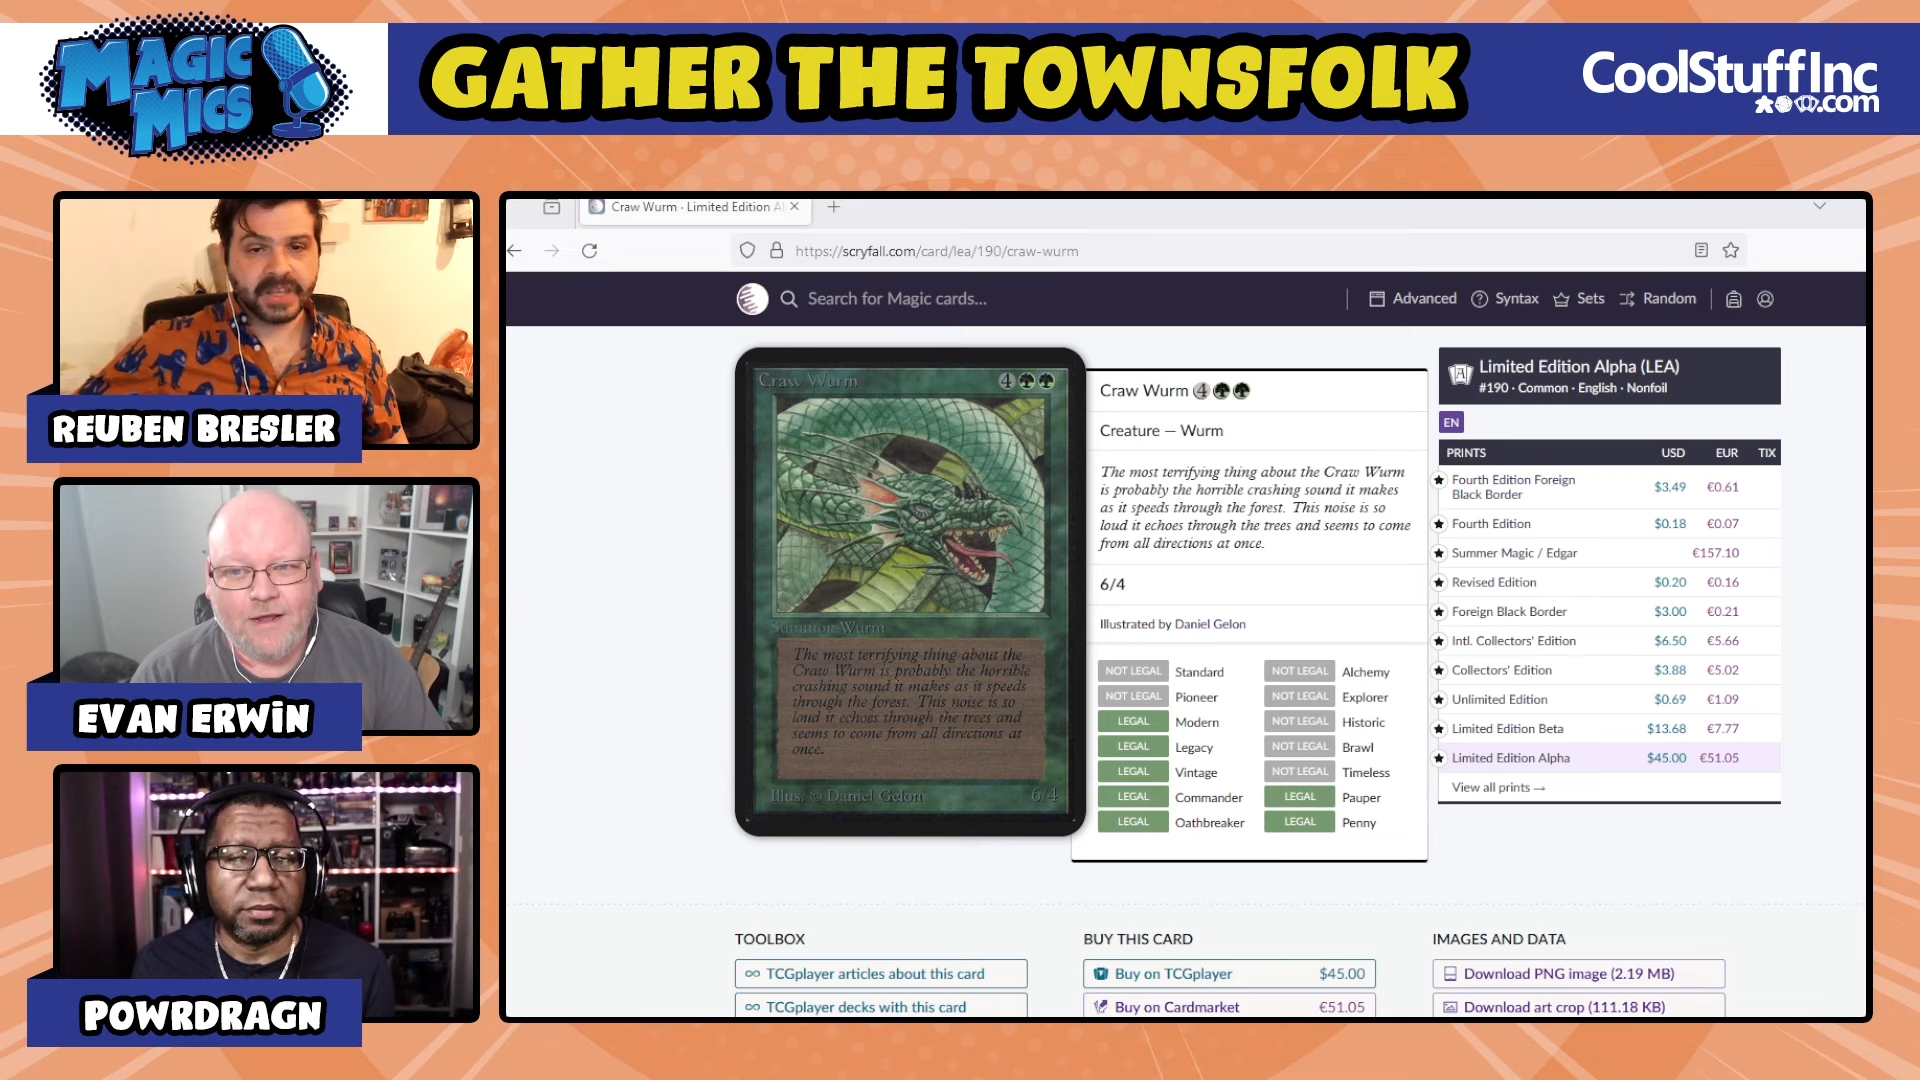 MAGIC
MICS
GATHER THE TOWNSFOLK
CoolStuffInc
.com
REUBEN BRESLER
EVAN ERWIN
POWRDRAGN
Craw Wurm · Limited Edition Al
https://scryfall.com/card/lea/190/craw-wurm
Search for Magic cards...
Advanced
Syntax
Sets
Random
Craw Wurm 4
Summon Wurm
The most terrifying thing about the
Craw Wurm is probably the horrible
crashing sound it makes as it speeds
through the forest. This noise is so
loud it echoes through the trees and
seems to come from all directions at
once.
Illus. © Daniel Gelon 6/4
Craw Wurm 4
Creature — Wurm
The most terrifying thing about the Craw Wurm
is probably the horrible crashing sound it makes
as it speeds through the forest. This noise is so
loud it echoes through the trees and seems to come
from all directions at once.
6/4
Illustrated by Daniel Gelon
NOT LEGAL Standard NOT LEGAL Alchemy
NOT LEGAL Pioneer NOT LEGAL Explorer
LEGAL Modern NOT LEGAL Historic
LEGAL Legacy NOT LEGAL Brawl
LEGAL Vintage NOT LEGAL Timeless
LEGAL Commander LEGAL Pauper
LEGAL Oathbreaker LEGAL Penny
Limited Edition Alpha (LEA)
#190 · Common · English · Nonfoil
EN
PRINTS USD EUR TIX
Fourth Edition Foreign
Black Border $3.49 €0.61
Fourth Edition $0.18 €0.07
Summer Magic / Edgar €157.10
Revised Edition $0.20 €0.16
Foreign Black Border $3.00 €0.21
Intl. Collectors' Edition $6.50 €5.66
Collectors' Edition $3.88 €5.02
Unlimited Edition $0.69 €1.09
Limited Edition Beta $13.68 €7.77
Limited Edition Alpha $45.00 €51.05
View all prints →
TOOLBOX
TCGplayer articles about this card
TCGplayer decks with this card
BUY THIS CARD
Buy on TCGplayer $45.00
Buy on Cardmarket €51.05
IMAGES AND DATA
Download PNG image (2.19 MB)
Download art crop (111.18 KB)